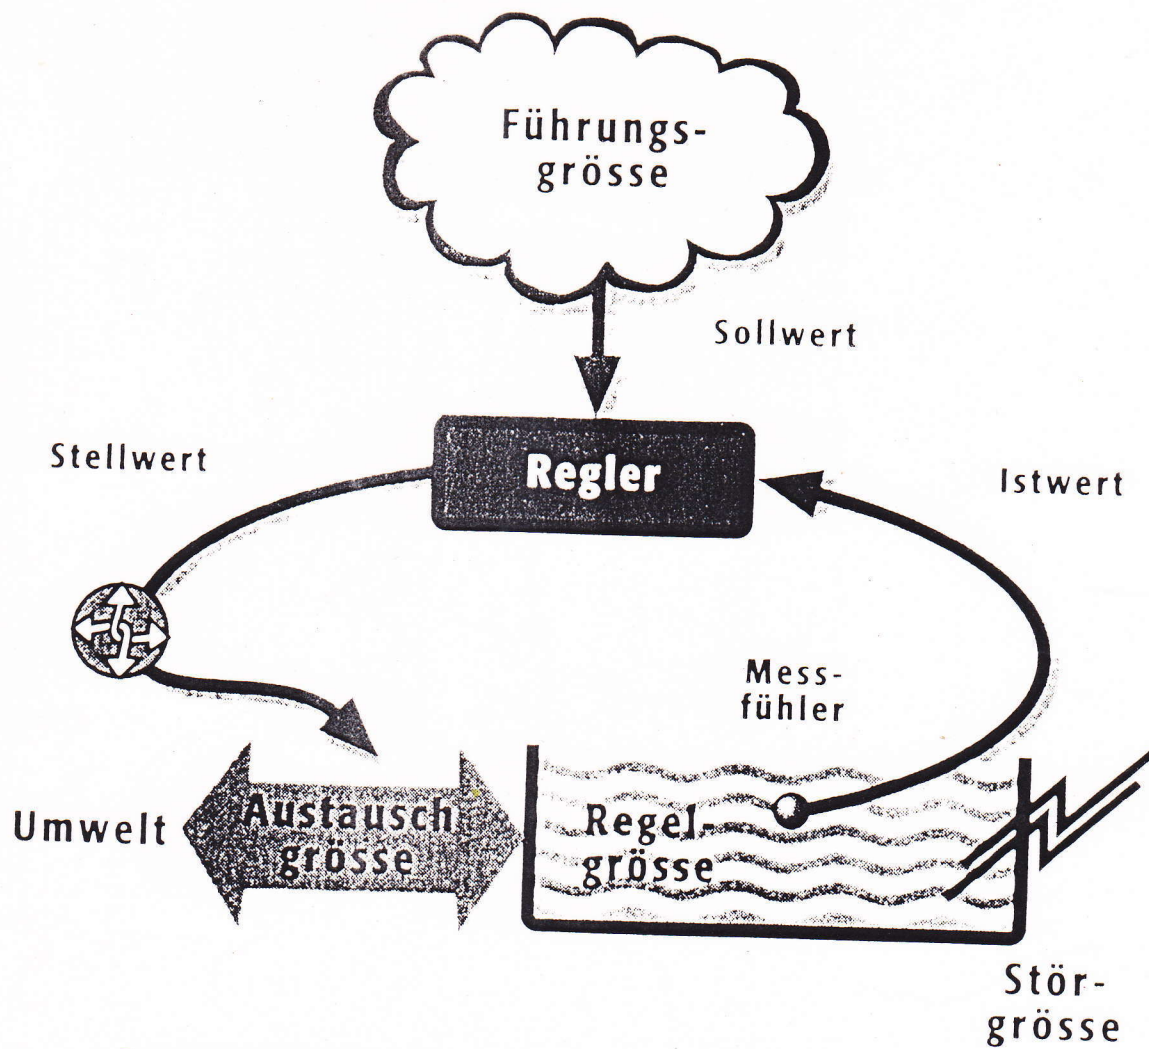 Führungs-
grösse
Sollwert
Stellwert
Regler
Istwert
Mess-
fühler
Umwelt
Austausch
grösse
Regel-
grösse
Stör-
grösse